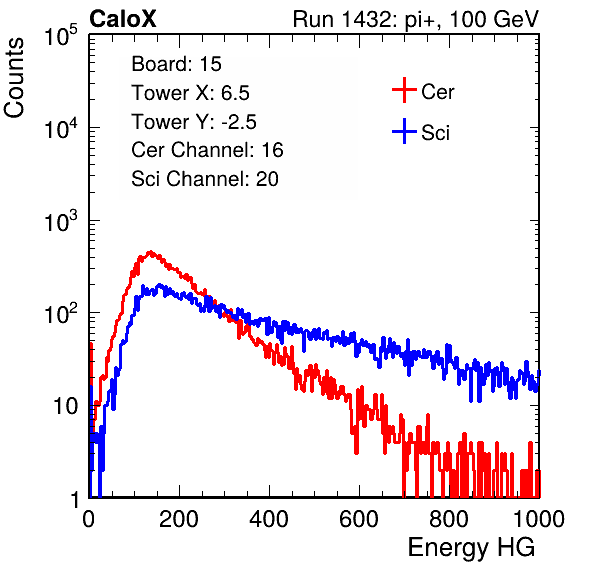 CaloX
Run 1432: pi+, 100 GeV
Counts
Board: 15
Tower X: 6.5
Tower Y: -2.5
Cer Channel: 16
Sci Channel: 20
Cer
Sci
10^5
10^4
10^3
10^2
10
1
0 200 400 600 800 1000
Energy HG